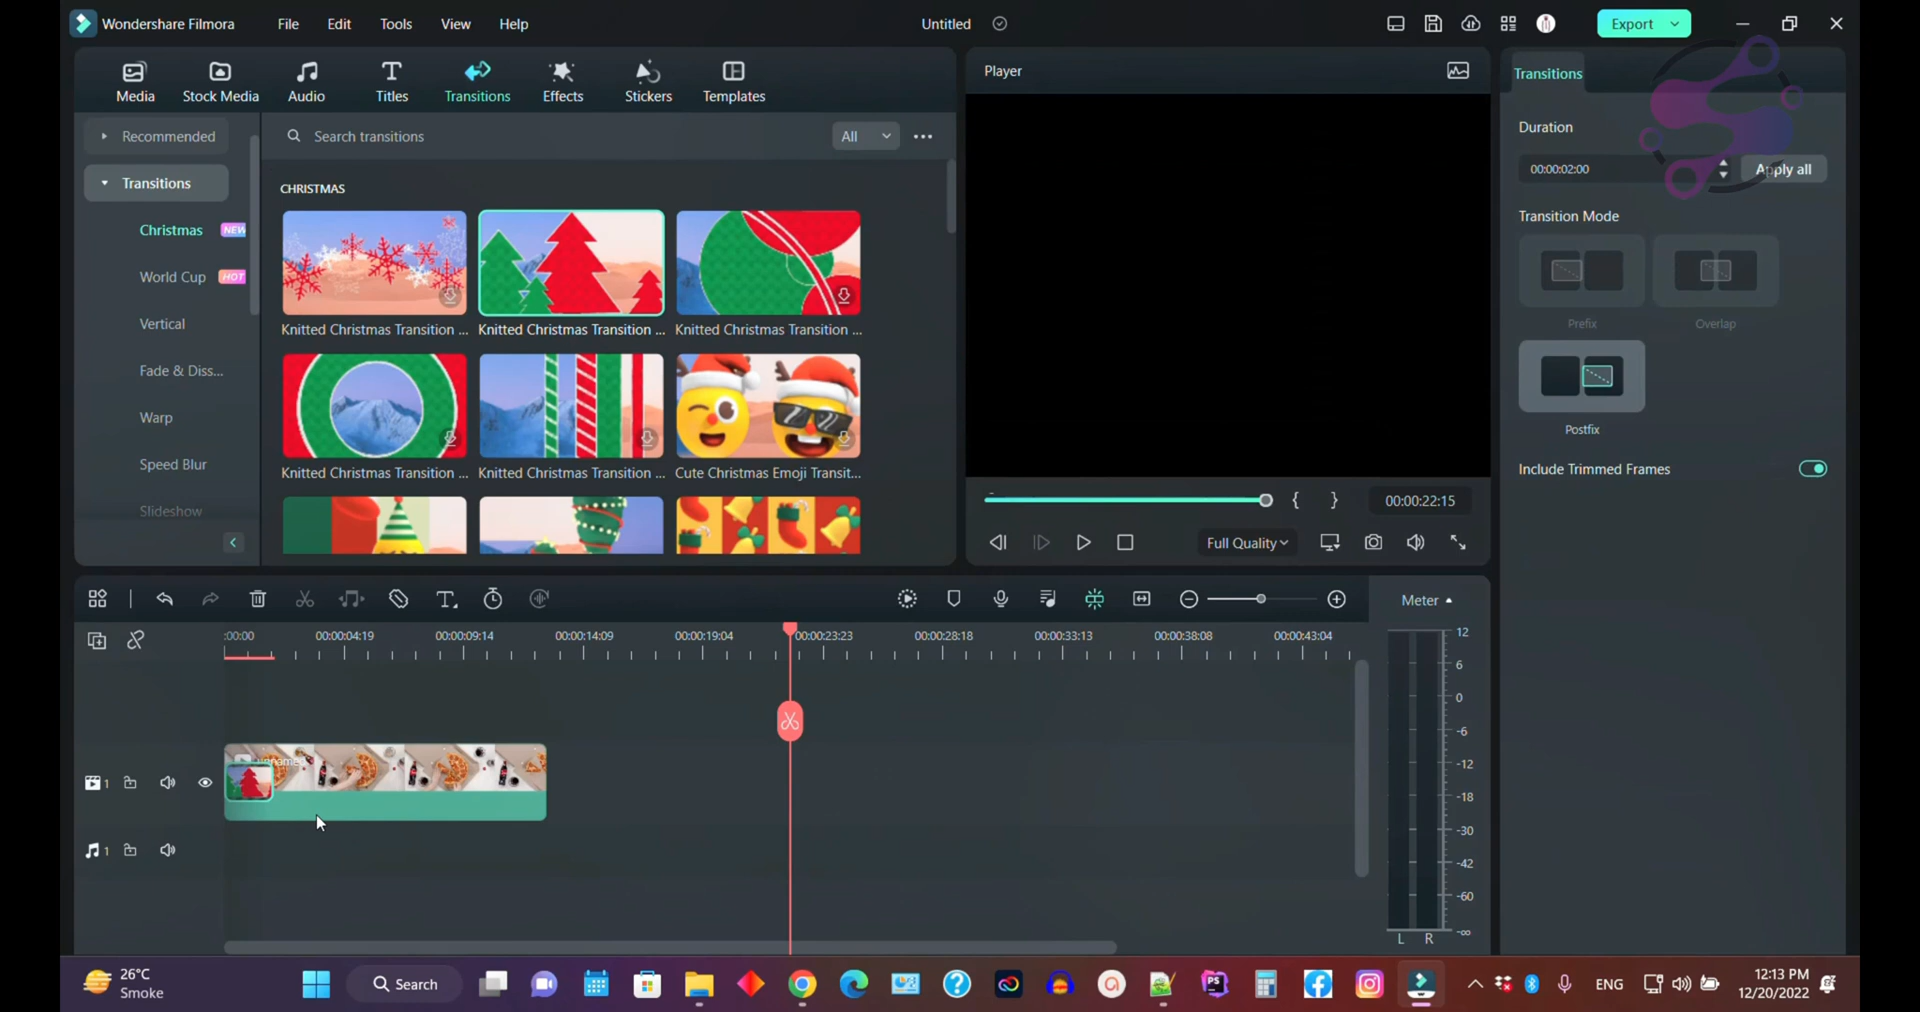 Wondershare Filmora
File
Edit
Tools
View
Help
Untitled
Export
Media
Stock Media
Audio
Titles
Transitions
Effects
Stickers
Templates
Player
Transitions
Recommended
Search transitions
All
Transitions
Christmas
NEW
World Cup
HOT
Vertical
Fade & Diss...
Warp
Speed Blur
Slideshow
CHRISTMAS
Knitted Christmas Transition ...
Knitted Christmas Transition ...
Knitted Christmas Transition ...
Knitted Christmas Transition ...
Knitted Christmas Transition ...
Cute Christmas Emoji Transit...
00:00:22:15
Full Quality
Duration
00:00:02:00
Apply all
Transition Mode
Prefix
Overlap
Postfix
Include Trimmed Frames
Meter
:00:00
00:00:04:19
00:00:09:14
00:00:14:09
00:00:19:04
00:00:23:23
00:00:28:18
00:00:33:13
00:00:38:08
00:00:43:04
12
6
0
-6
-12
-18
-30
-42
-60
-∞
L R
unnamed
1
1
26°C
Smoke
Search
PS
ENG
12:13 PM
12/20/2022